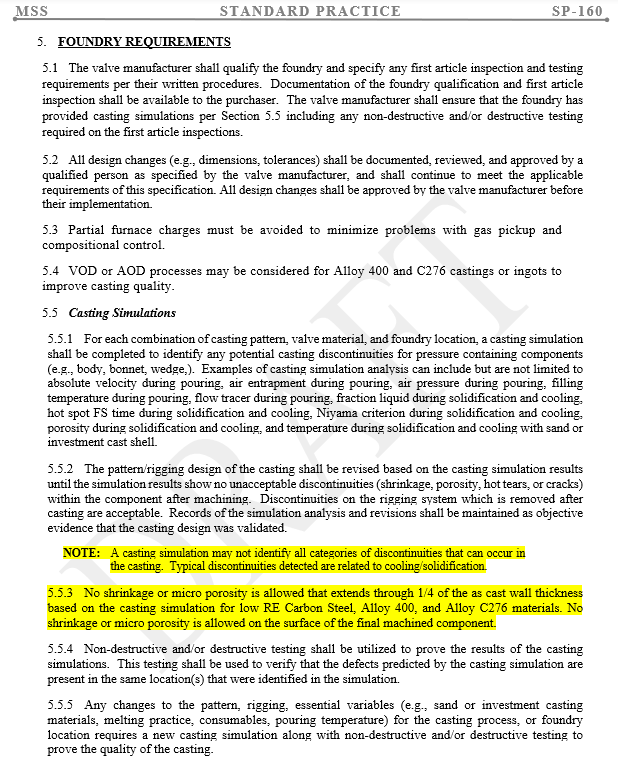 MSS STANDARD PRACTICE SP-160
5. FOUNDRY REQUIREMENTS
5.1 The valve manufacturer shall qualify the foundry and specify any first article inspection and testing
requirements per their written procedures. Documentation of the foundry qualification and first article
inspection shall be available to the purchaser. The valve manufacturer shall ensure that the foundry has
provided casting simulations per Section 5.5 including any non-destructive and/or destructive testing
required on the first article inspections.
5.2 All design changes (e.g., dimensions, tolerances) shall be documented, reviewed, and approved by a
qualified person as specified by the valve manufacturer, and shall continue to meet the applicable
requirements of this specification. All design changes shall be approved by the valve manufacturer before
their implementation.
5.3 Partial furnace charges must be avoided to minimize problems with gas pickup and
compositional control.
5.4 VOD or AOD processes may be considered for Alloy 400 and C276 castings or ingots to
improve casting quality.
5.5 Casting Simulations
5.5.1 For each combination of casting pattern, valve material, and foundry location, a casting simulation
shall be completed to identify any potential casting discontinuities for pressure containing components
(e.g., body, bonnet, wedge,). Examples of casting simulation analysis can include but are not limited to
absolute velocity during pouring, air entrapment during pouring, air pressure during pouring, filling
temperature during pouring, flow tracer during pouring, fraction liquid during solidification and cooling,
hot spot FS time during solidification and cooling, Niyama criterion during solidification and cooling,
porosity during solidification and cooling, and temperature during solidification and cooling with sand or
investment cast shell.
5.5.2 The pattern/rigging design of the casting shall be revised based on the casting simulation results
until the simulation results show no unacceptable discontinuities (shrinkage, porosity, hot tears, or cracks)
within the component after machining. Discontinuities on the rigging system which is removed after
casting are acceptable. Records of the simulation analysis and revisions shall be maintained as objective
evidence that the casting design was validated.
NOTE: A casting simulation may not identify all categories of discontinuities that can occur in
the casting. Typical discontinuities detected are related to cooling/solidification.
5.5.3 No shrinkage or micro porosity is allowed that extends through 1/4 of the as cast wall thickness
based on the casting simulation for low RE Carbon Steel, Alloy 400, and Alloy C276 materials. No
shrinkage or micro porosity is allowed on the surface of the final machined component.
5.5.4 Non-destructive and/or destructive testing shall be utilized to prove the results of the casting
simulations. This testing shall be used to verify that the defects predicted by the casting simulation are
present in the same location(s) that were identified in the simulation.
5.5.5 Any changes to the pattern, rigging, essential variables (e.g., sand or investment casting
materials, melting practice, consumables, pouring temperature) for the casting process, or foundry
location requires a new casting simulation along with non-destructive and/or destructive testing to
prove the quality of the casting.
DRAFT